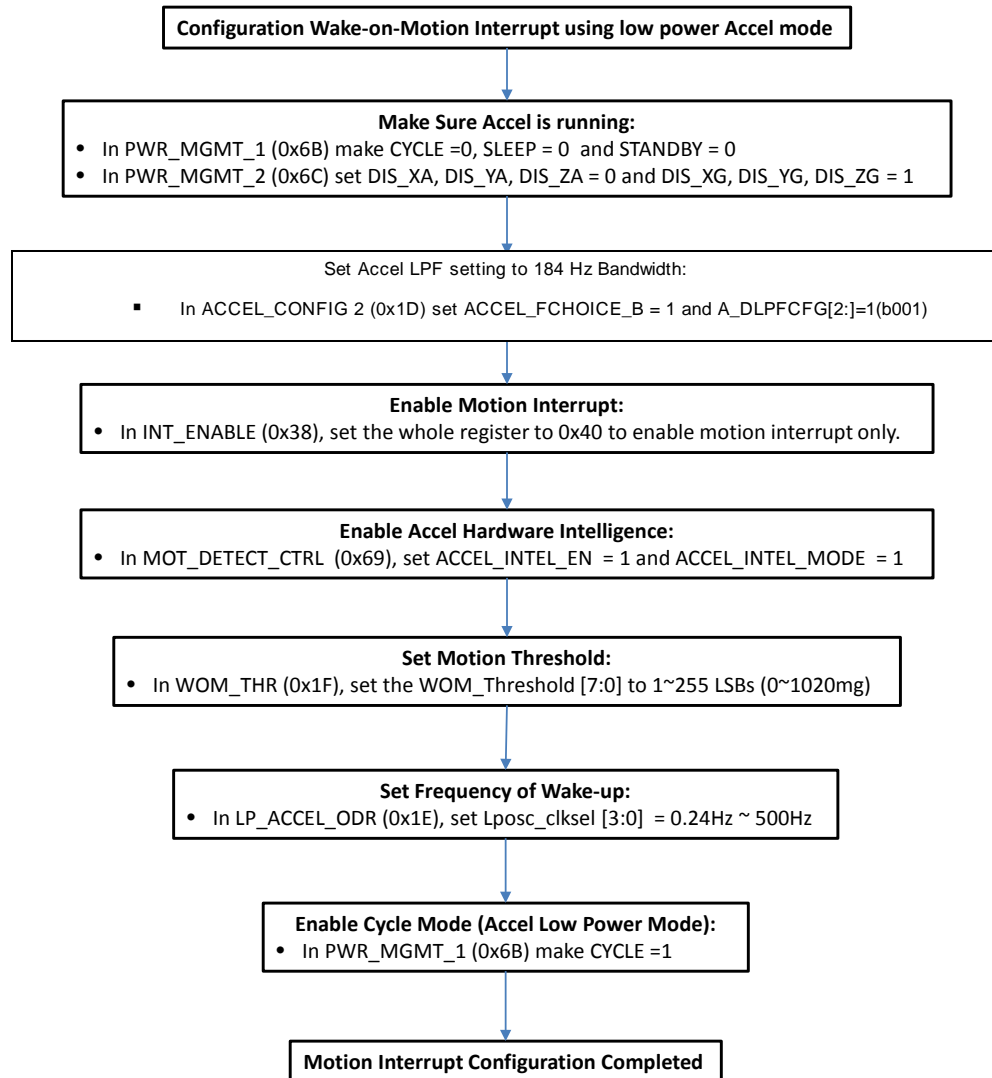 Configuration Wake-on-Motion Interrupt using low power Accel mode
Make Sure Accel is running:
• In PWR_MGMT_1 (0x6B) make CYCLE =0, SLEEP = 0 and STANDBY = 0
• In PWR_MGMT_2 (0x6C) set DIS_XA, DIS_YA, DIS_ZA = 0 and DIS_XG, DIS_YG, DIS_ZG = 1
Set Accel LPF setting to 184 Hz Bandwidth:
▪ In ACCEL_CONFIG 2 (0x1D) set ACCEL_FCHOICE_B = 1 and A_DLPFCFG[2:]=1(b001)
Enable Motion Interrupt:
• In INT_ENABLE (0x38), set the whole register to 0x40 to enable motion interrupt only.
Enable Accel Hardware Intelligence:
• In MOT_DETECT_CTRL (0x69), set ACCEL_INTEL_EN = 1 and ACCEL_INTEL_MODE = 1
Set Motion Threshold:
• In WOM_THR (0x1F), set the WOM_Threshold [7:0] to 1~255 LSBs (0~1020mg)
Set Frequency of Wake-up:
• In LP_ACCEL_ODR (0x1E), set Lposc_clksel [3:0] = 0.24Hz ~ 500Hz
Enable Cycle Mode (Accel Low Power Mode):
• In PWR_MGMT_1 (0x6B) make CYCLE =1
Motion Interrupt Configuration Completed